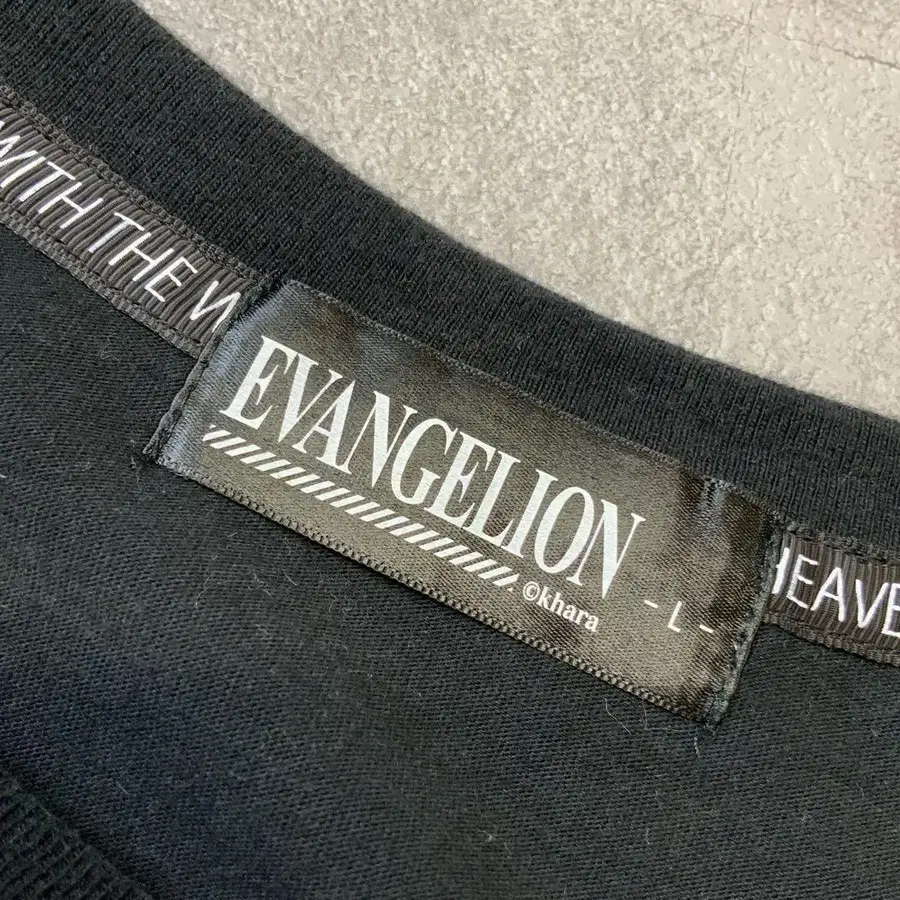 WITH THE
EVANGELION
©khara
- L -
HEAVE